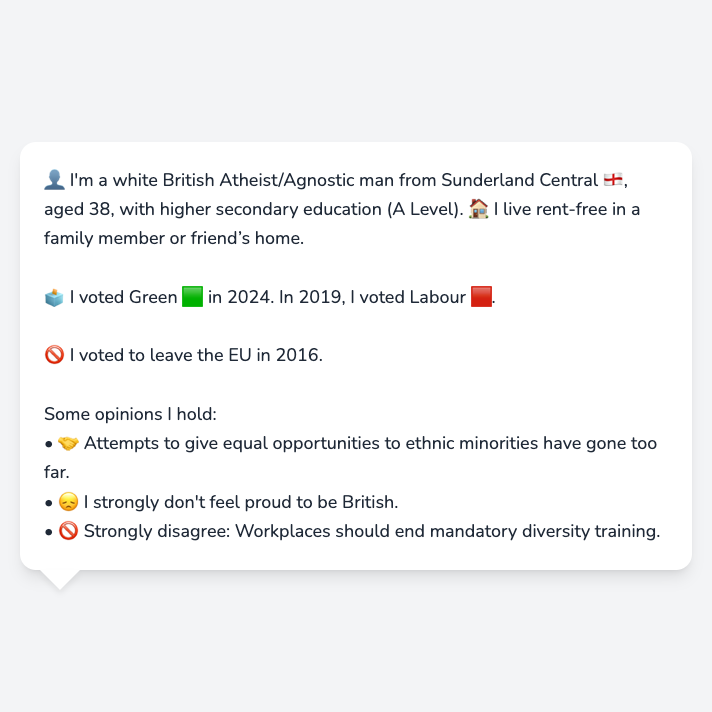 👤 I'm a white British Atheist/Agnostic man from Sunderland Central 🏴󠁧󠁢󠁥󠁮󠁧󠁿,
aged 38, with higher secondary education (A Level). 🏠 I live rent-free in a
family member or friend’s home.
🗳️ I voted Green 🟩 in 2024. In 2019, I voted Labour 🟥.
🚫 I voted to leave the EU in 2016.
Some opinions I hold:
• 🤝 Attempts to give equal opportunities to ethnic minorities have gone too
far.
• 😞 I strongly don't feel proud to be British.
• 🚫 Strongly disagree: Workplaces should end mandatory diversity training.